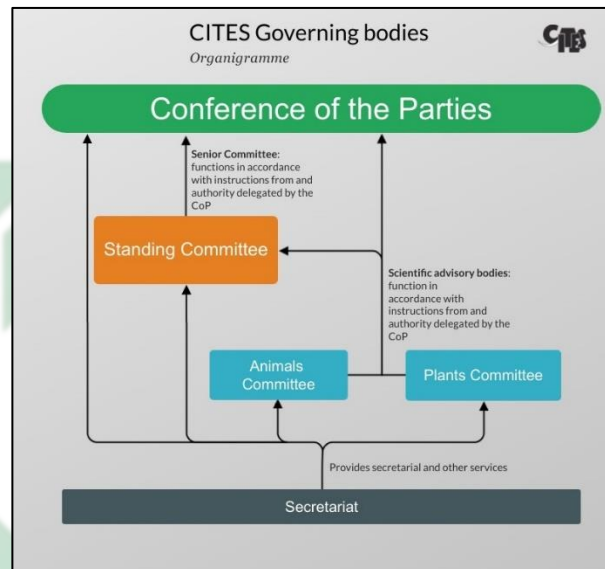 CITES Governing bodies
Organigramme
CITES
Conference of the Parties
Senior Committee:
functions in accordance
with instructions from and
authority delegated by the
CoP
Standing Committee
Scientific advisory bodies:
function in
accordance with
instructions from and
authority delegated by the
CoP
Animals
Committee
Plants Committee
Provides secretarial and other services
Secretariat